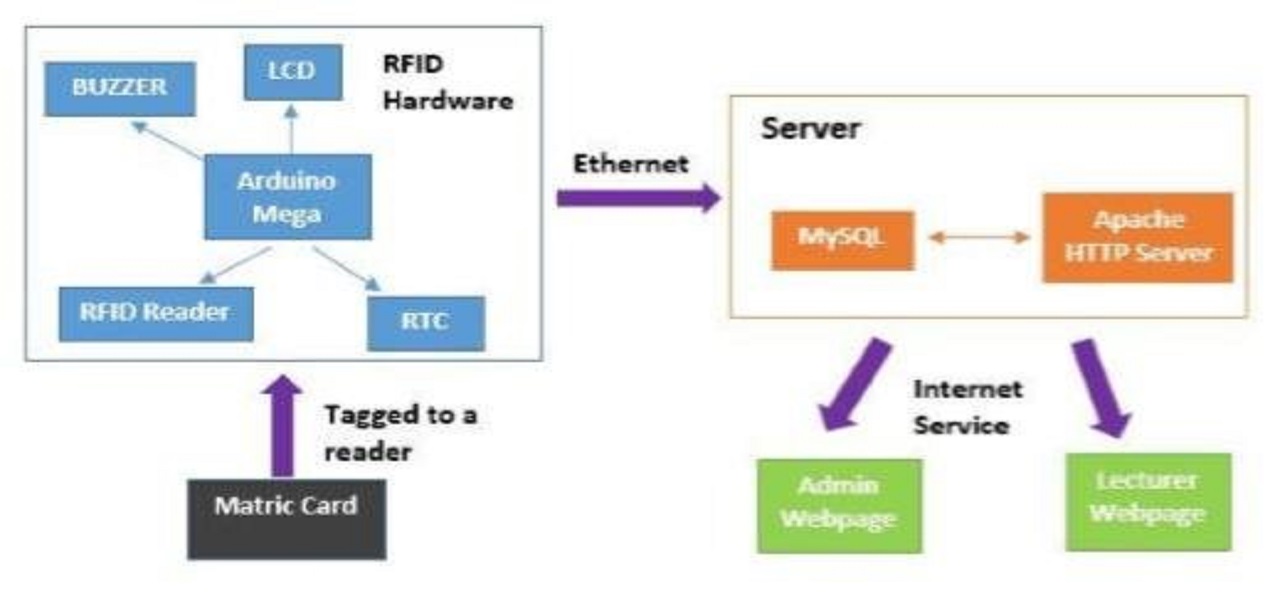 BUZZER
LCD
RFID
Hardware
Arduino
Mega
RFID Reader
RTC
Ethernet
Server
MySQL
Apache
HTTP Server
Tagged to a
reader
Matric Card
Internet
Service
Admin
Webpage
Lecturer
Webpage